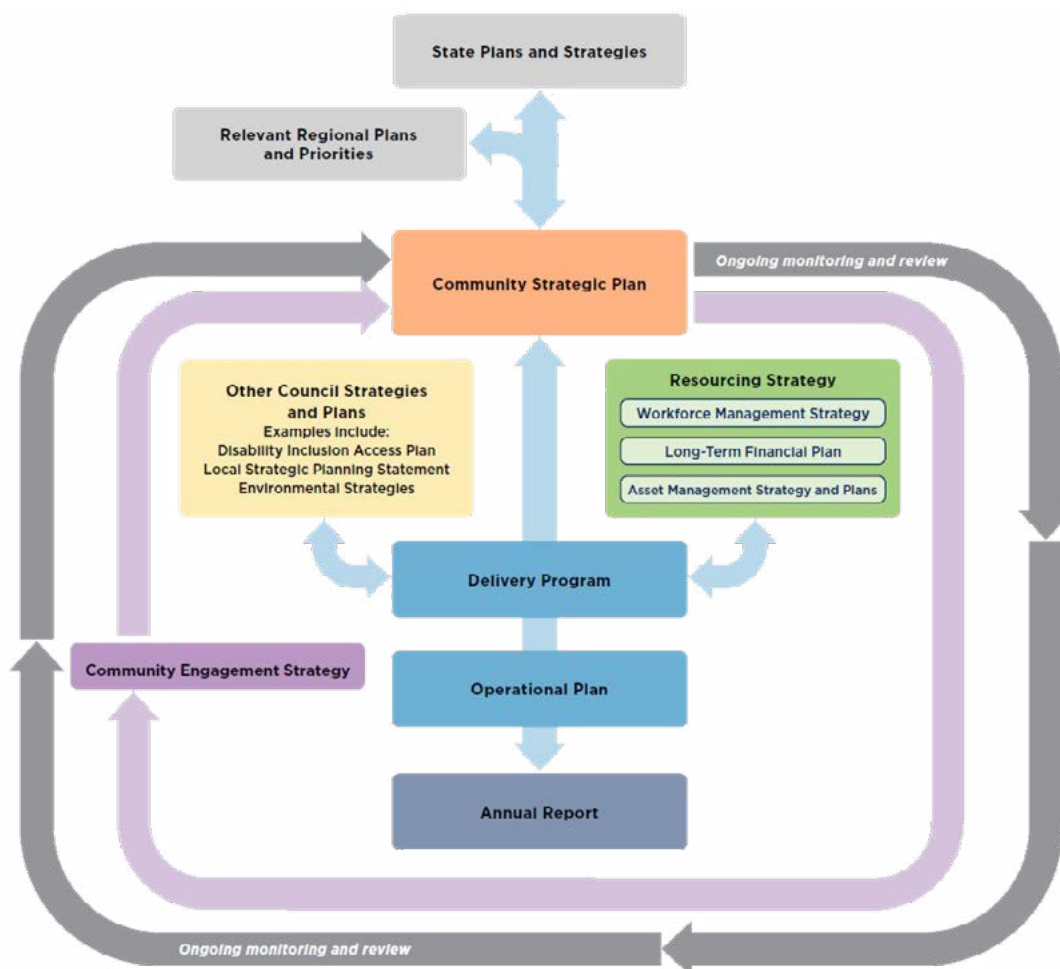 State Plans and Strategies
Relevant Regional Plans
and Priorities
Community Strategic Plan
Ongoing monitoring and review
Other Council Strategies
and Plans
Examples Include:
Disability Inclusion Access Plan
Local Strategic Planning Statement
Environmental Strategies
Resourcing Strategy
Workforce Management Strategy
Long-Term Financial Plan
Asset Management Strategy and Plans
Delivery Program
Community Engagement Strategy
Operational Plan
Annual Report
Ongoing monitoring and review